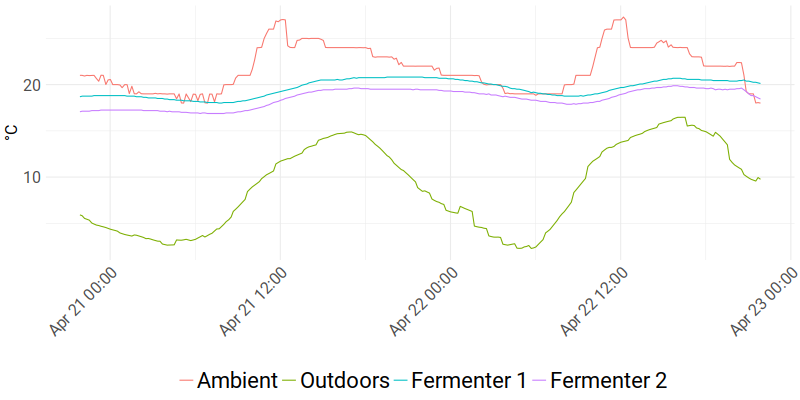 °C
20
10
Apr 21 00:00
Apr 21 12:00
Apr 22 00:00
Apr 22 12:00
Apr 23 00:00
Ambient Outdoors Fermenter 1 Fermenter 2